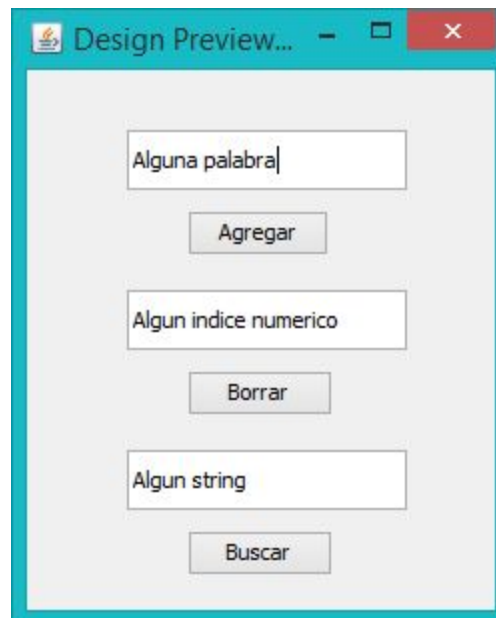 Design Preview...
Alguna palabra
Agregar
Algun indice numerico
Borrar
Algun string
Buscar